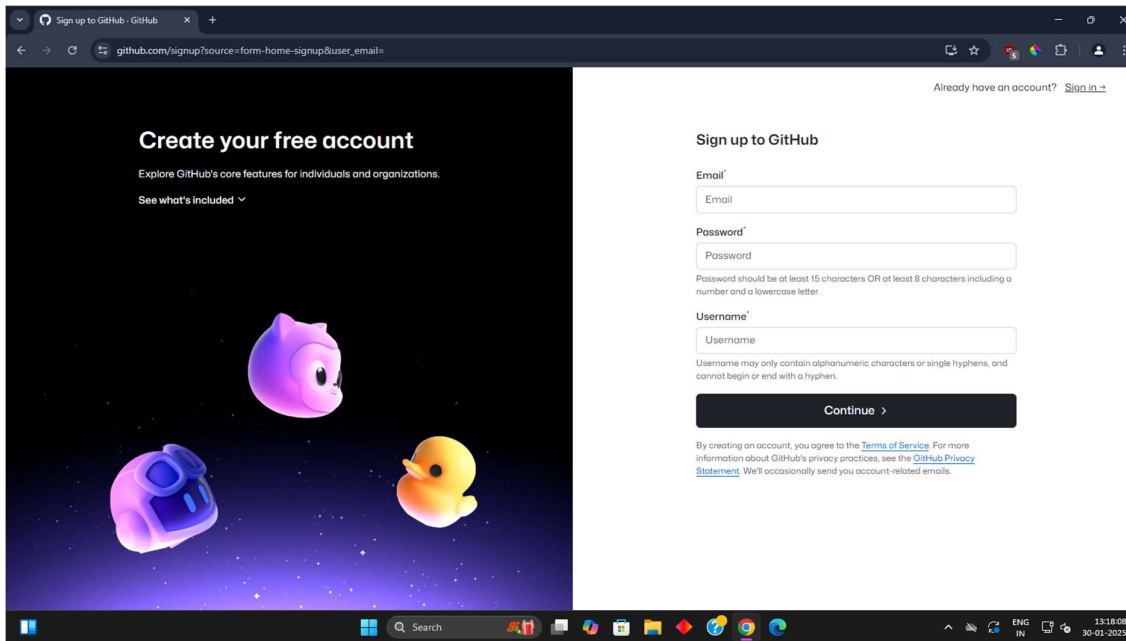 Sign up to GitHub · GitHub
github.com/signup?source=form-home-signup&user_email=
Already have an account? Sign in →
Create your free account
Explore GitHub's core features for individuals and organizations.
See what's included
Sign up to GitHub
Email*
Email
Password*
Password
Password should be at least 15 characters OR at least 8 characters including a
number and a lowercase letter.
Username*
Username
Username may only contain alphanumeric characters or single hyphens, and
cannot begin or end with a hyphen.
Continue >
By creating an account, you agree to the Terms of Service. For more
information about GitHub's privacy practices, see the GitHub Privacy
Statement. We'll occasionally send you account-related emails.
Search
ENG
IN
13:18:08
30-01-2025